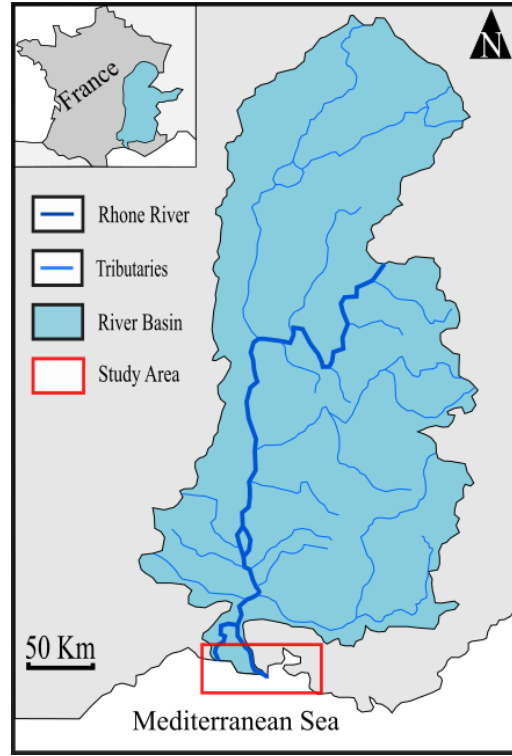 France
N
Rhone River
Tributaries
River Basin
Study Area
50 Km
Mediterranean Sea